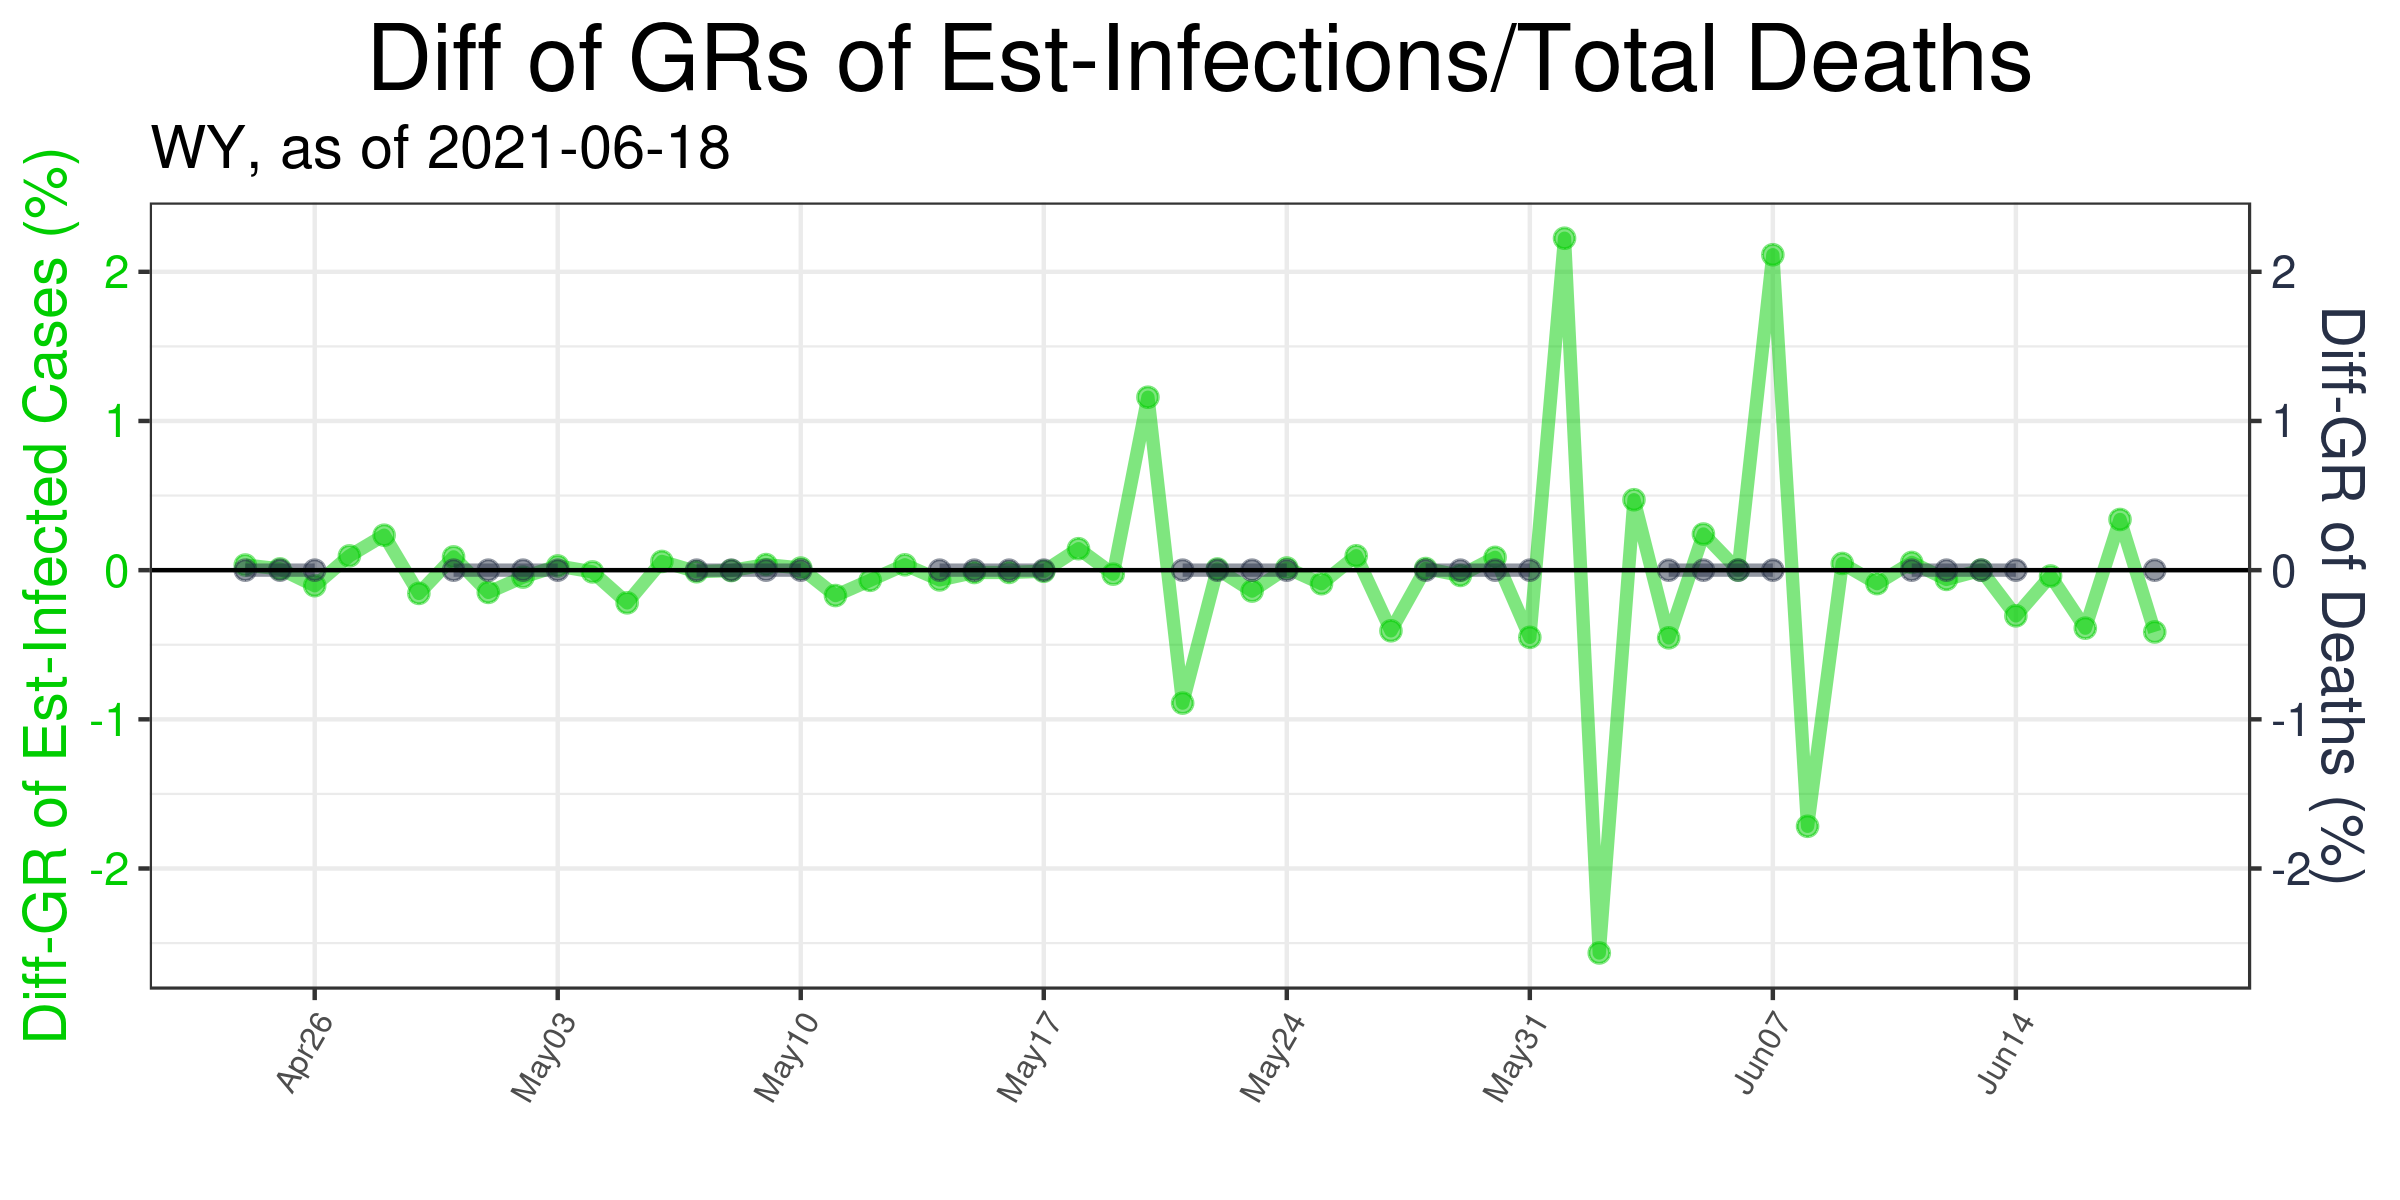 Diff of GRs of Est-Infections/Total Deaths
WY, as of 2021-06-18
Diff-GR of Est-Infected Cases (%)
2
1
0
-1
-2
2
1
0
-1
-2
Diff-GR of Deaths (%)
Apr26
May03
May10
May17
May24
May31
Jun07
Jun14